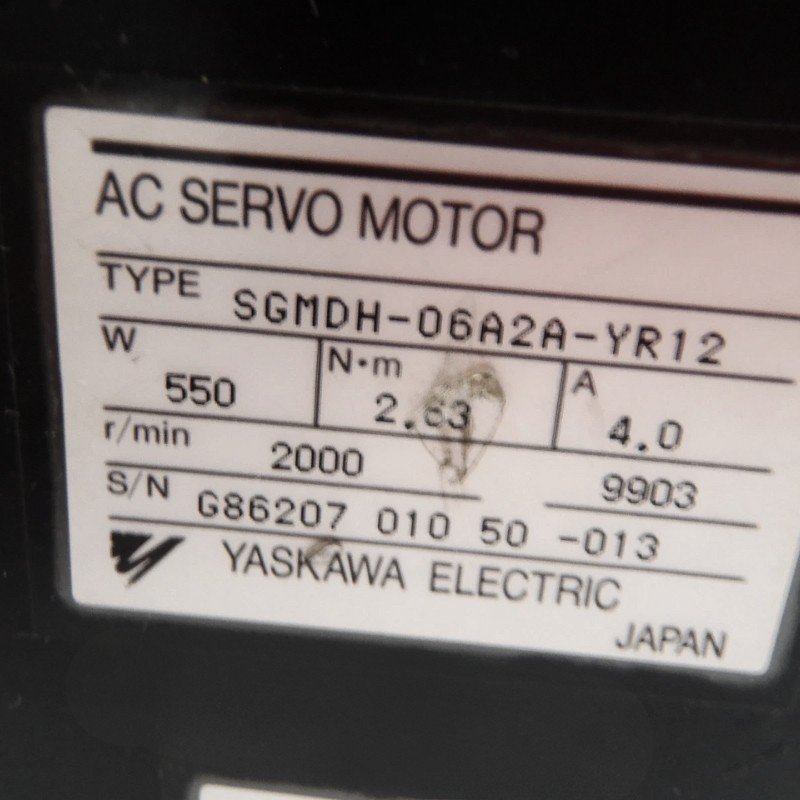 AC SERVO MOTOR
TYPE SGMDH-06A2A-YR12
W 550 N·m 2.63 A 4.0
r/min 2000 9903
S/N G86207 010 50 -013
YASKAWA ELECTRIC
JAPAN